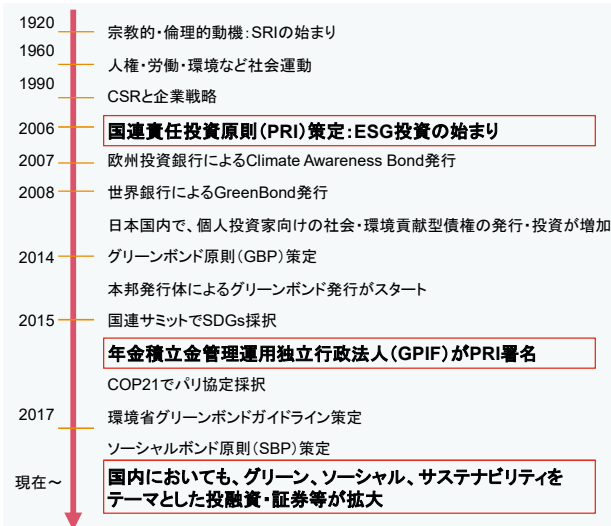 1920
宗教的・倫理的動機：SRIの始まり
1960
人権・労働・環境など社会運動
1990
CSRと企業戦略
2006
国連責任投資原則（PRI）策定：ESG投資の始まり
2007
欧州投資銀行によるClimate Awareness Bond発行
2008
世界銀行によるGreenBond発行
日本国内で、個人投資家向けの社会・環境貢献型債権の発行・投資が増加
2014
グリーンボンド原則（GBP）策定
本邦発行体によるグリーンボンド発行がスタート
2015
国連サミットでSDGs採択
年金積立金管理運用独立行政法人（GPIF）がPRI署名
COP21でパリ協定採択
2017
環境省グリーンボンドガイドライン策定
ソーシャルボンド原則（SBP）策定
現在～
国内においても、グリーン、ソーシャル、サステナビリティを
テーマとした投融資・証券等が拡大